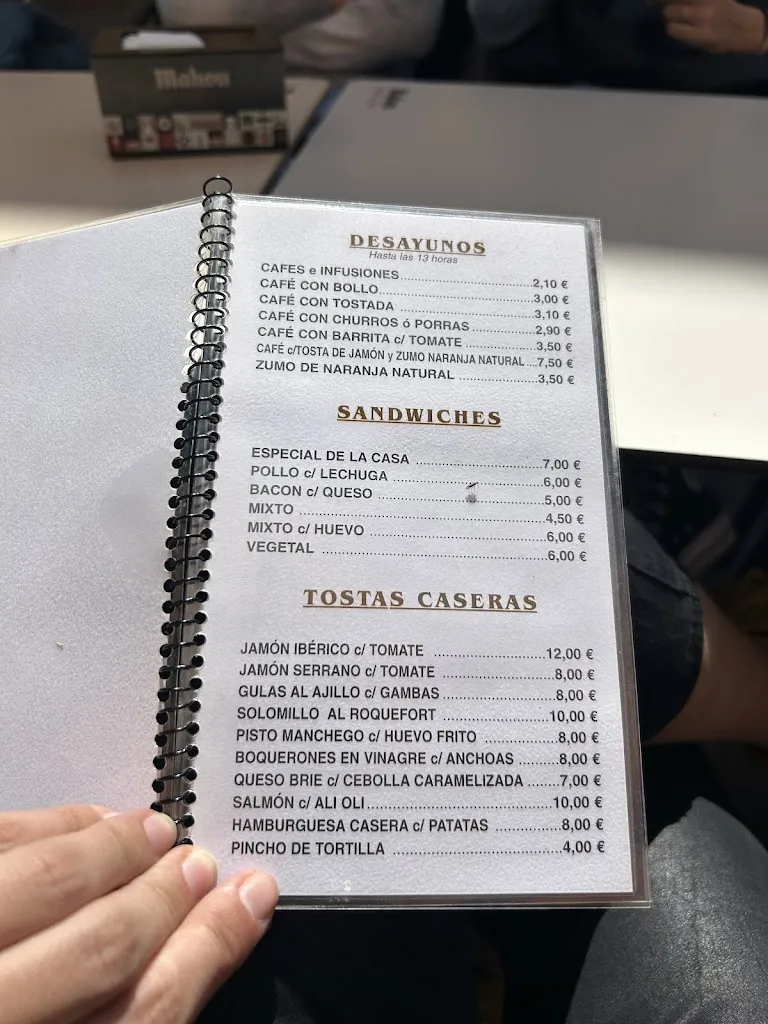 Mahou
DESAYUNOS
Hasta las 13 horas
CAFES e INFUSIONES..............................2,10 €
CAFÉ CON BOLLO...................................3,00 €
CAFÉ CON TOSTADA ................................3,10 €
CAFÉ CON CHURROS ó PORRAS ...............2,90 €
CAFÉ CON BARRITA c/ TOMATE .................3,50 €
CAFÉ c/TOSTA DE JAMÓN y ZUMO NARANJA NATURAL ...7,50 €
ZUMO DE NARANJA NATURAL ...................3,50 €
SANDWICHES
ESPECIAL DE LA CASA ..............................7,00 €
POLLO c/ LECHUGA ...................................6,00 €
BACON c/ QUESO ......................................5,00 €
MIXTO .......................................................4,50 €
MIXTO c/ HUEVO .......................................6,00 €
VEGETAL ...................................................6,00 €
TOSTAS CASERAS
JAMÓN IBÉRICO c/ TOMATE .........................12,00 €
JAMÓN SERRANO c/ TOMATE .........................8,00 €
GULAS AL AJILLO c/ GAMBAS .........................8,00 €
SOLOMILLO AL ROQUEFORT .........................10,00 €
PISTO MANCHEGO c/ HUEVO FRITO .................8,00 €
BOQUERONES EN VINAGRE c/ ANCHOAS .........8,00 €
QUESO BRIE c/ CEBOLLA CARAMELIZADA ........7,00 €
SALMÓN c/ ALI OLI..........................................10,00 €
HAMBURGUESA CASERA c/ PATATAS ................8,00 €
PINCHO DE TORTILLA .....................................4,00 €